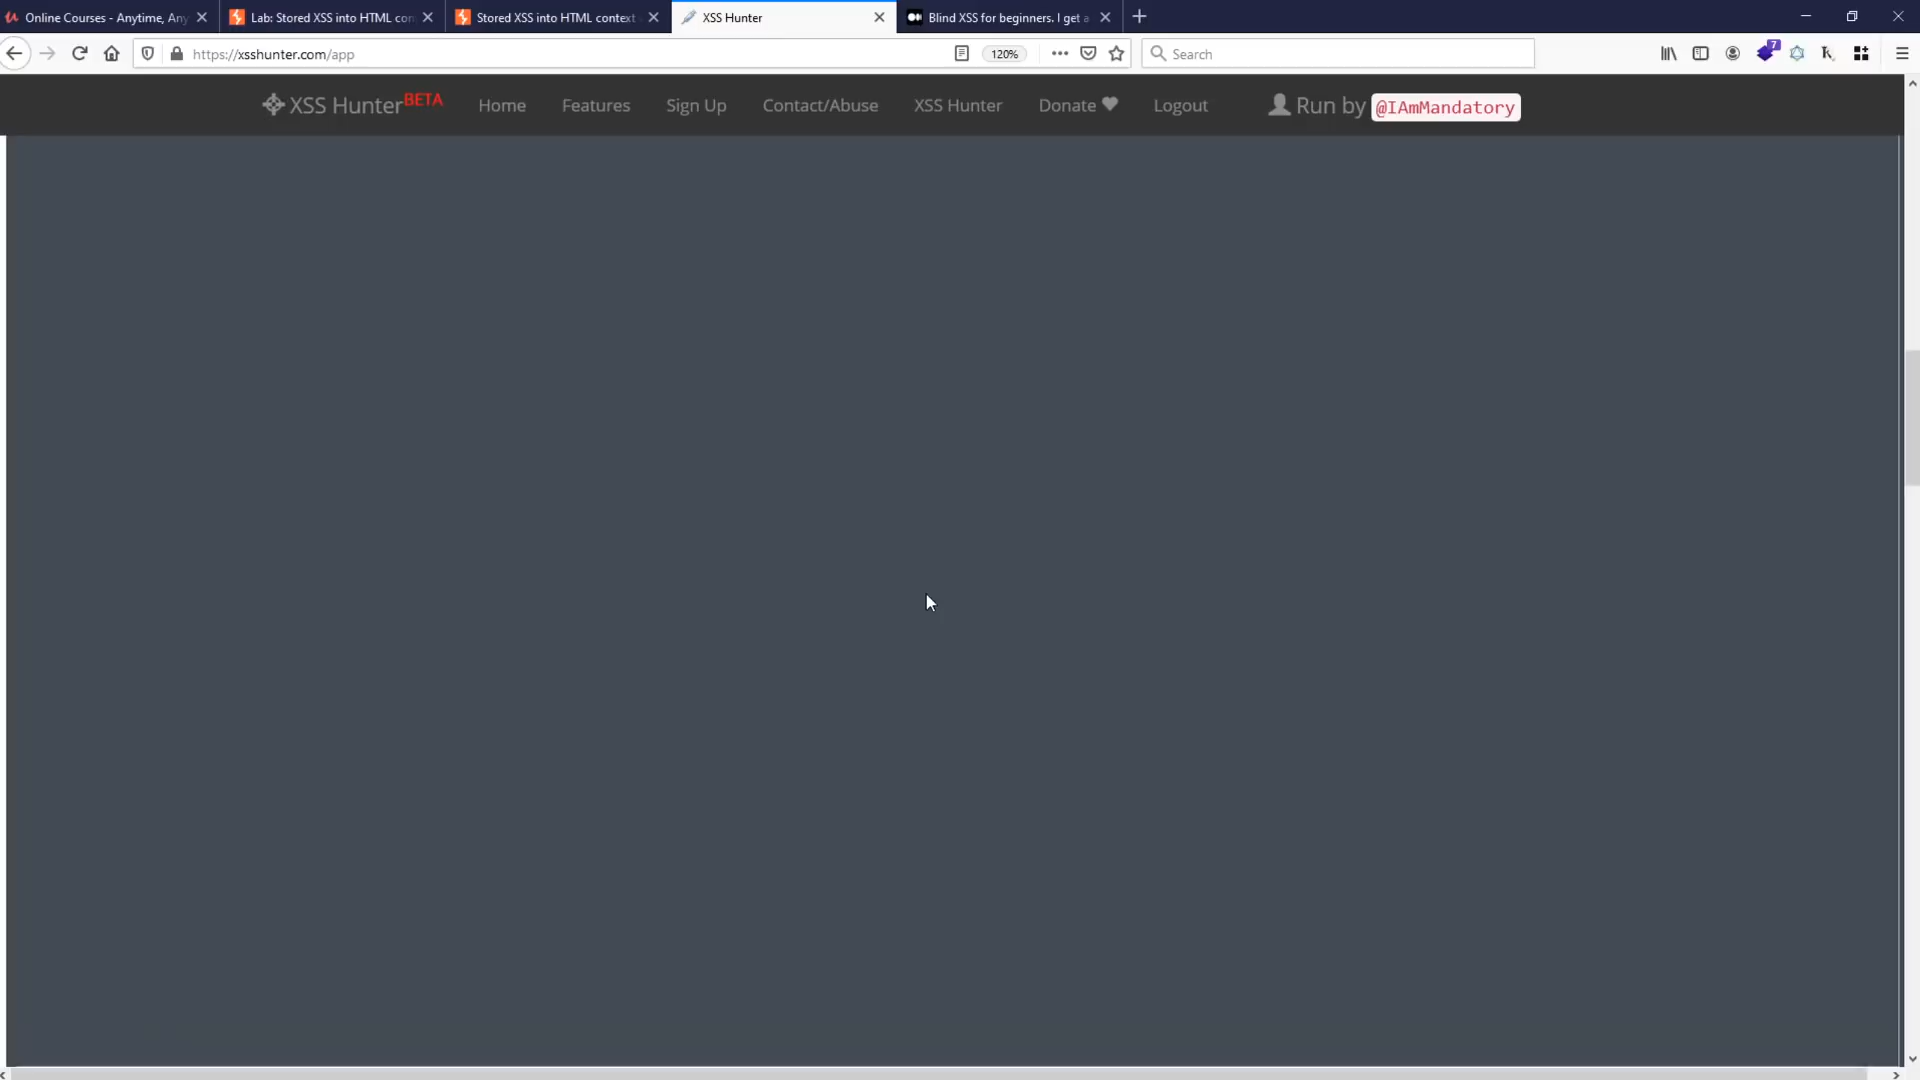 Online Courses - Anytime, Any
Lab: Stored XSS into HTML con
Stored XSS into HTML context
XSS Hunter
Blind XSS for beginners. I get a
https://xsshunter.com/app
120%
Search
7
XSS Hunter BETA
Home
Features
Sign Up
Contact/Abuse
XSS Hunter
Donate
Logout
Run by @IAmMandatory